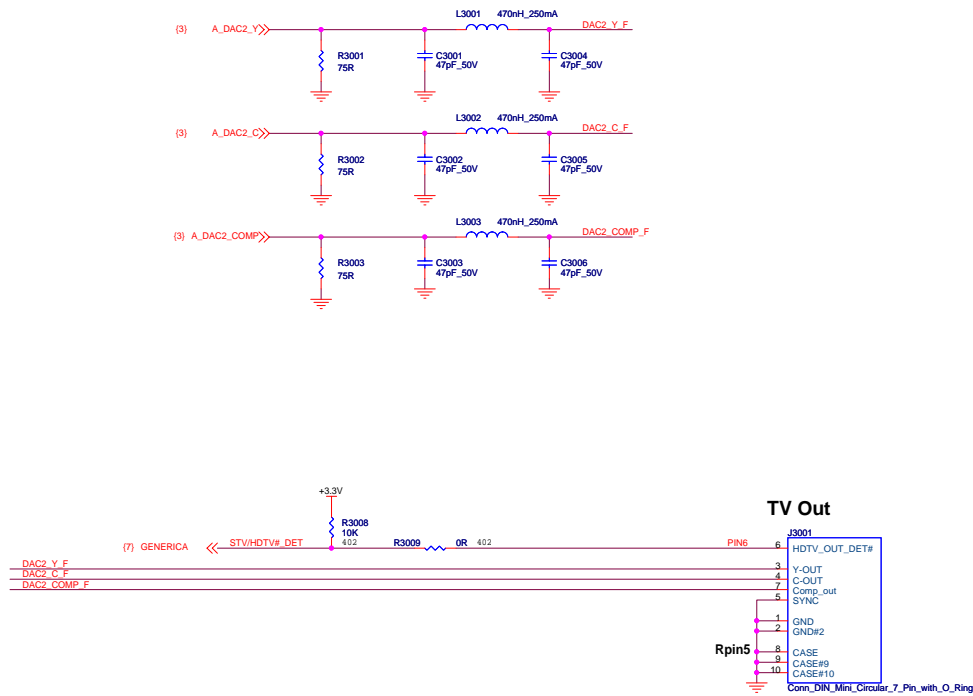 L3001 470nH_250mA
{3} A_DAC2_Y DAC2_Y_F
R3001
75R
C3001
47pF_50V
C3004
47pF_50V
L3002 470nH_250mA
{3} A_DAC2_C DAC2_C_F
R3002
75R
C3002
47pF_50V
C3005
47pF_50V
L3003 470nH_250mA
{3} A_DAC2_COMP DAC2_COMP_F
R3003
75R
C3003
47pF_50V
C3006
47pF_50V
+3.3V
R3008
10K
402
TV Out
J3001
{7} GENERICA STV/HDTV#_DET R3009 0R 402 PIN6 6 HDTV_OUT_DET#
DAC2_Y_F 3 Y-OUT
DAC2_C_F 4 C-OUT
DAC2_COMP_F 7 Comp_out
5 SYNC
1 GND
2 GND#2
Rpin5 8 CASE
9 CASE#9
10 CASE#10
Conn_DIN_Mini_Circular_7_Pin_with_O_Ring